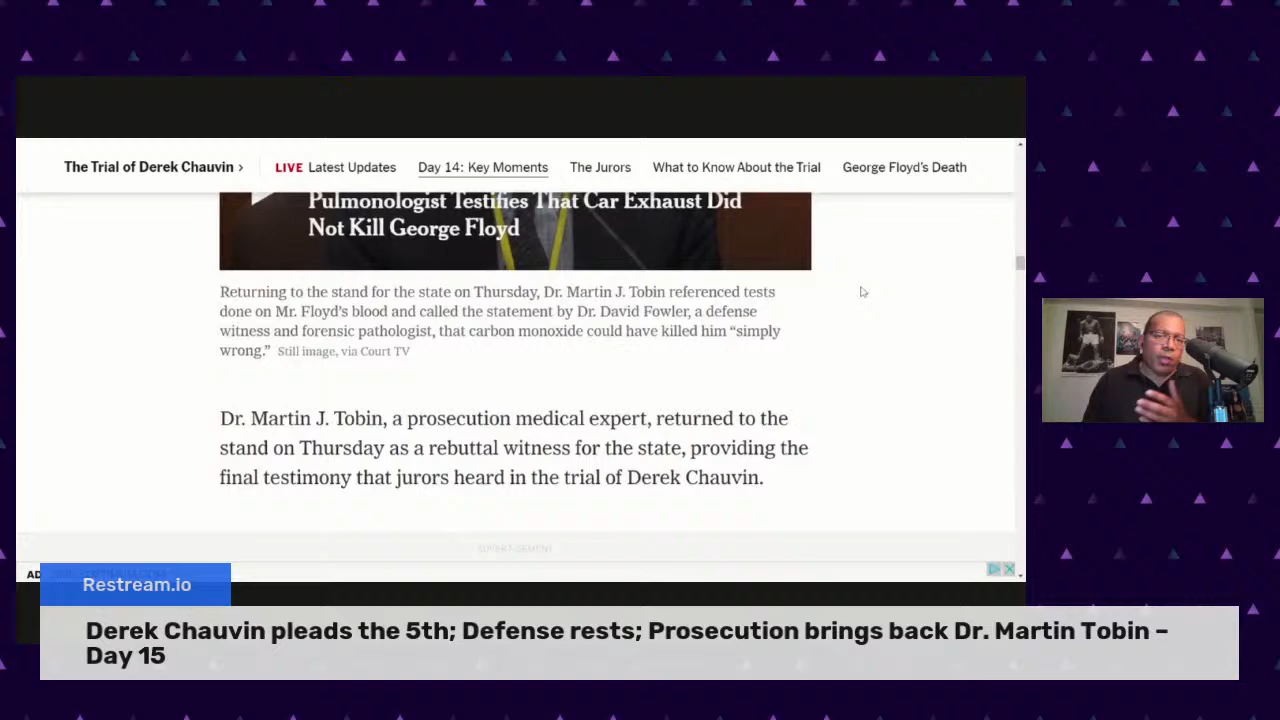 The Trial of Derek Chauvin › LIVE Latest Updates Day 14: Key Moments The Jurors What to Know About the Trial George Floyd's Death
Pulmonologist Testifies That Car Exhaust Did
Not Kill George Floyd
Returning to the stand for the state on Thursday, Dr. Martin J. Tobin referenced tests
done on Mr. Floyd's blood and called the statement by Dr. David Fowler, a defense
witness and forensic pathologist, that carbon monoxide could have killed him “simply
wrong.” Still image, via Court TV
Dr. Martin J. Tobin, a prosecution medical expert, returned to the
stand on Thursday as a rebuttal witness for the state, providing the
final testimony that jurors heard in the trial of Derek Chauvin.
ADVERTISEMENT
AD
Restream.io
Derek Chauvin pleads the 5th; Defense rests; Prosecution brings back Dr. Martin Tobin –
Day 15